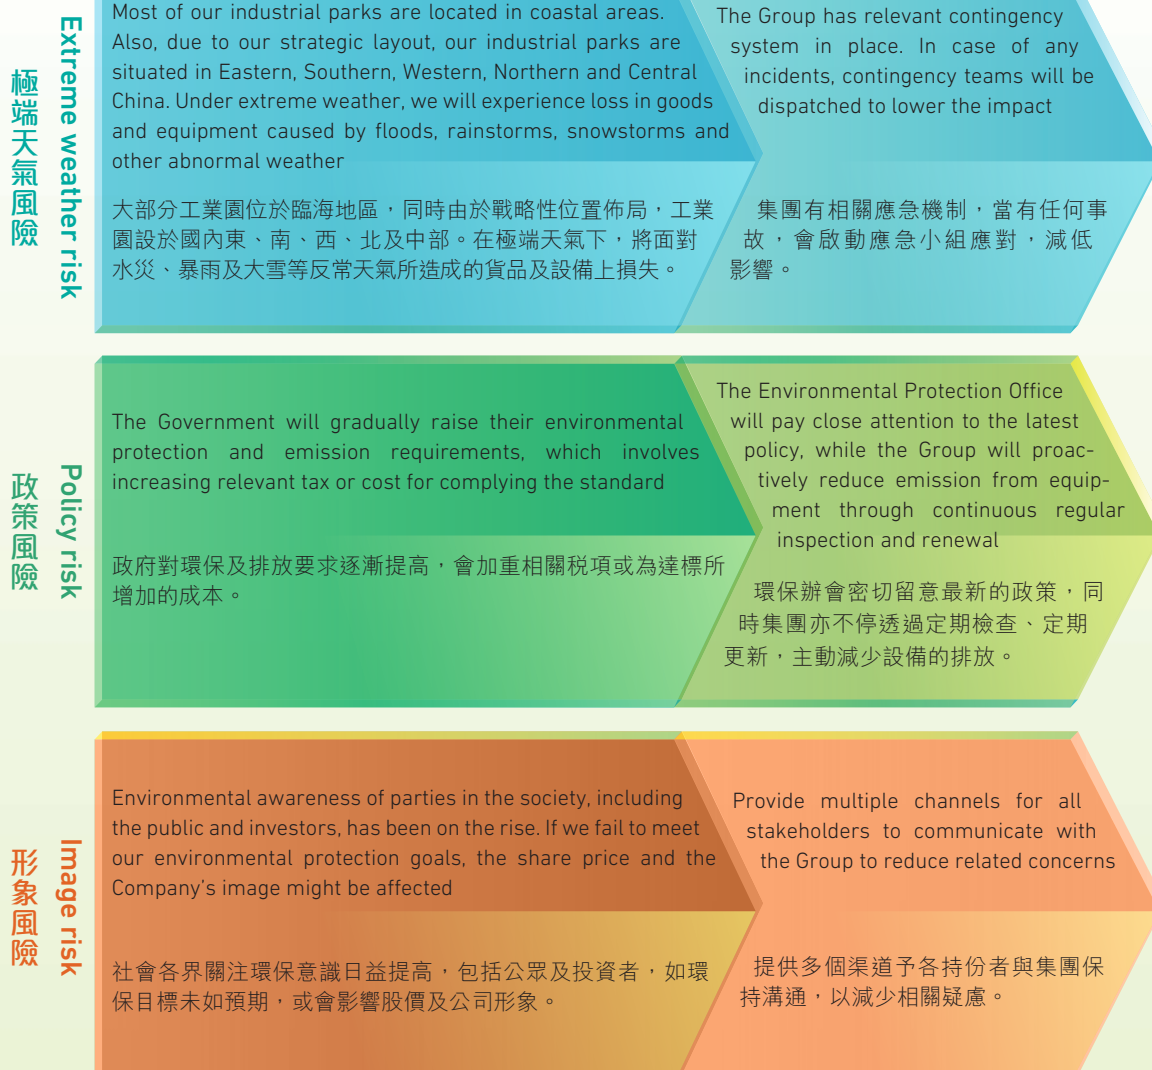 極端天氣風險
Extreme weather risk
Most of our industrial parks are located in coastal areas.
Also, due to our strategic layout, our industrial parks are
situated in Eastern, Southern, Western, Northern and Central
China. Under extreme weather, we will experience loss in goods
and equipment caused by floods, rainstorms, snowstorms and
other abnormal weather
大部分工業園位於臨海地區，同時由於戰略性位置佈局，工業
園設於國內東、南、西、北及中部。在極端天氣下，將面對
水災、暴雨及大雪等反常天氣所造成的貨品及設備上損失。
The Group has relevant contingency
system in place. In case of any
incidents, contingency teams will be
dispatched to lower the impact
集團有相關應急機制，當有任何事
故，會啟動應急小組應對，減低
影響。
政策風險
Policy risk
The Government will gradually raise their environmental
protection and emission requirements, which involves
increasing relevant tax or cost for complying the standard
政府對環保及排放要求逐漸提高，會加重相關税項或為達標所
增加的成本。
The Environmental Protection Office
will pay close attention to the latest
policy, while the Group will proac-
tively reduce emission from equip-
ment through continuous regular
inspection and renewal
環保辦會密切留意最新的政策，同
時集團亦不停透過定期檢查、定期
更新，主動減少設備的排放。
形象風險
Image risk
Environmental awareness of parties in the society, including
the public and investors, has been on the rise. If we fail to meet
our environmental protection goals, the share price and the
Company's image might be affected
社會各界關注環保意識日益提高，包括公眾及投資者，如環
保目標未如預期，或會影響股價及公司形象。
Provide multiple channels for all
stakeholders to communicate with
the Group to reduce related concerns
提供多個渠道予各持份者與集團保
持溝通，以減少相關疑慮。